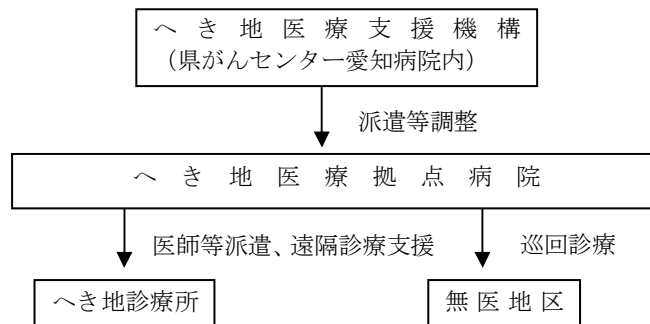 へき地医療支援機構
（県がんセンター愛知病院内）
派遣等調整
へき地医療拠点病院
医師等派遣、遠隔診療支援
巡回診療
へき地診療所
無医地区